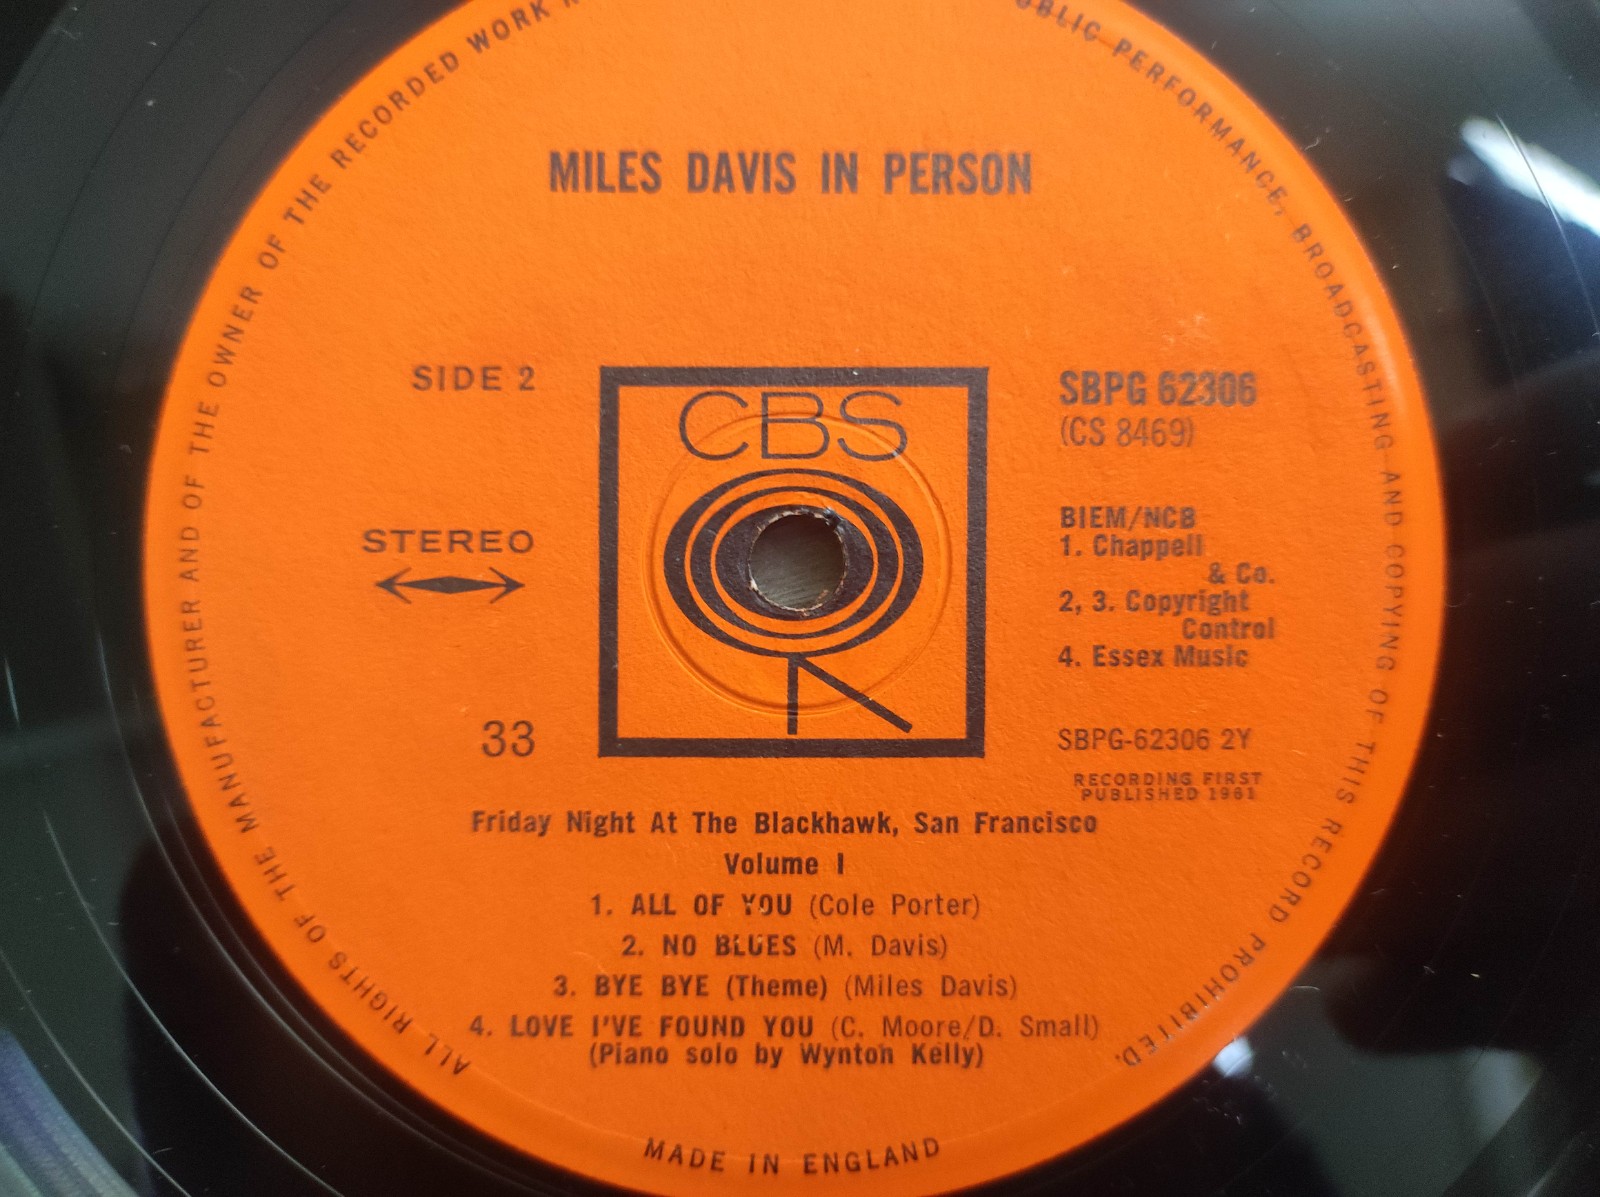 ALL RIGHTS OF THE MANUFACTURER AND OF THE OWNER OF THE RECORDED WORK
PUBLIC PERFORMANCE, BROADCASTING AND COPYING OF THIS RECORD PROHIBITED.
MILES DAVIS IN PERSON
SIDE 2
CBS
SBPG 62306
(CS 8469)
STEREO
BIEM/NCB
1. Chappell
& Co.
2, 3. Copyright
Control
4. Essex Music
33
SBPG-62306 2Y
RECORDING FIRST
PUBLISHED 1961
Friday Night At The Blackhawk, San Francisco
Volume I
1. ALL OF YOU (Cole Porter)
2. NO BLUES (M. Davis)
3. BYE BYE (Theme) (Miles Davis)
4. LOVE I'VE FOUND YOU (C. Moore/D. Small)
(Piano solo by Wynton Kelly)
MADE IN ENGLAND